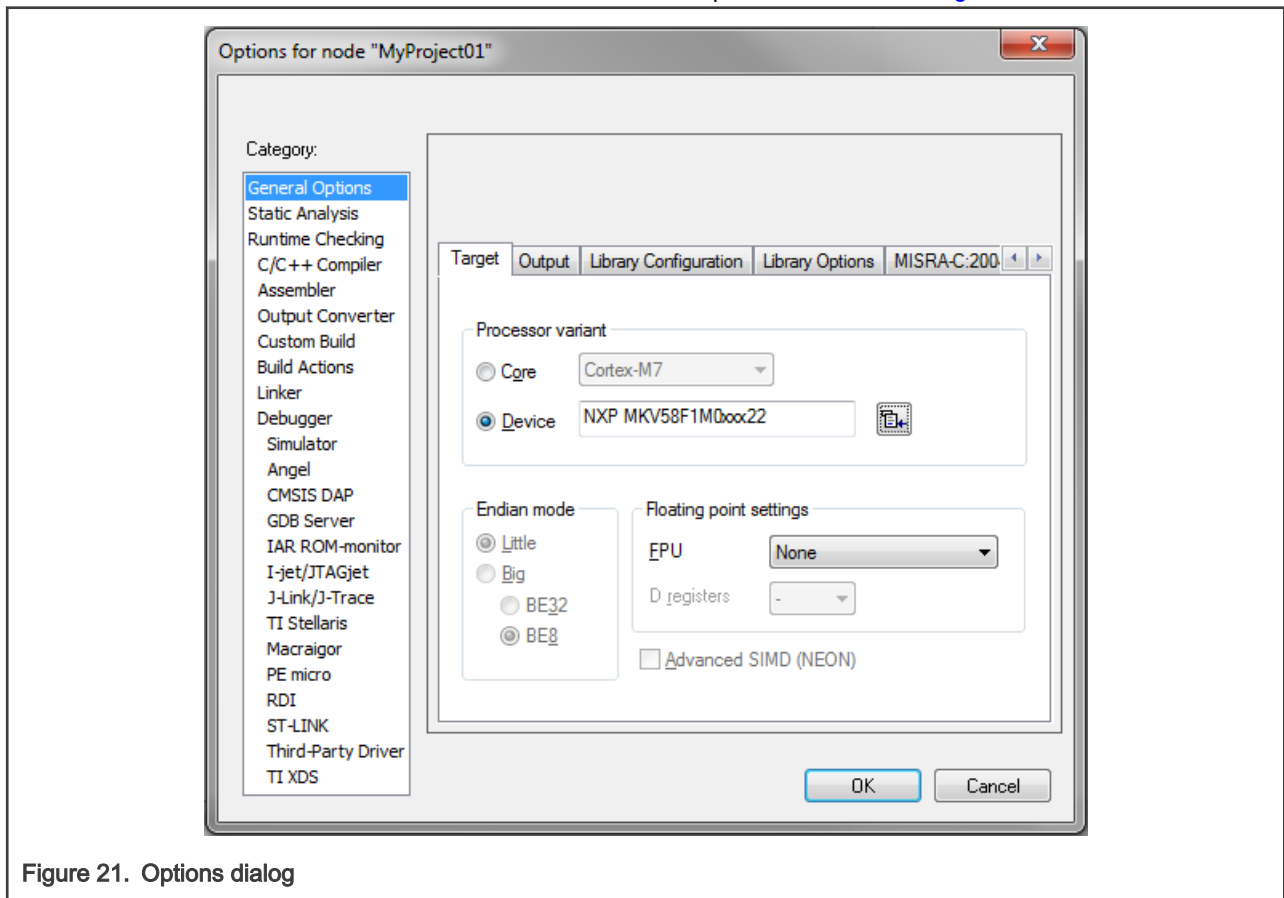 Options for node "MyProject01"
x
Category:
General Options
Static Analysis
Runtime Checking
C/C++ Compiler
Assembler
Output Converter
Custom Build
Build Actions
Linker
Debugger
Simulator
Angel
CMSIS DAP
GDB Server
IAR ROM-monitor
I-jet/JTAGjet
J-Link/J-Trace
TI Stellaris
Macraigor
PE micro
RDI
ST-LINK
Third-Party Driver
TI XDS
Target Output Library Configuration Library Options MISRA-C:200
Processor variant
Core Cortex-M7
Device NXP MKV58F1M0xxx22
Endian mode
Little
Big
BE32
BE8
Floating point settings
FPU None
D registers -
Advanced SIMD (NEON)
OK Cancel
Figure 21. Options dialog